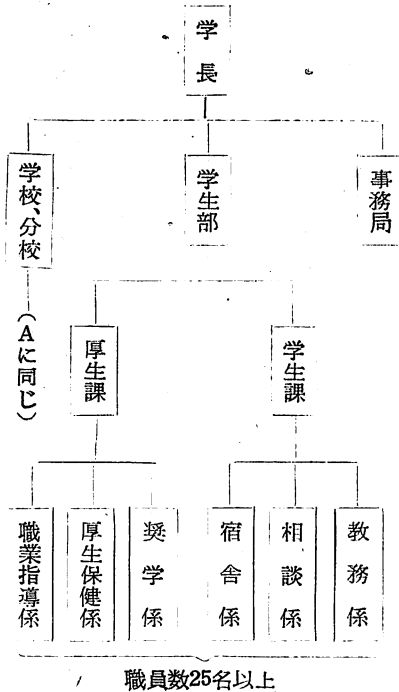 学長
事務局
学生部
学校、分校
(Aに同じ)
学生課
厚生課
教務係
相談係
宿舎係
奨学係
厚生保健係
職業指導係
職員数25名以上